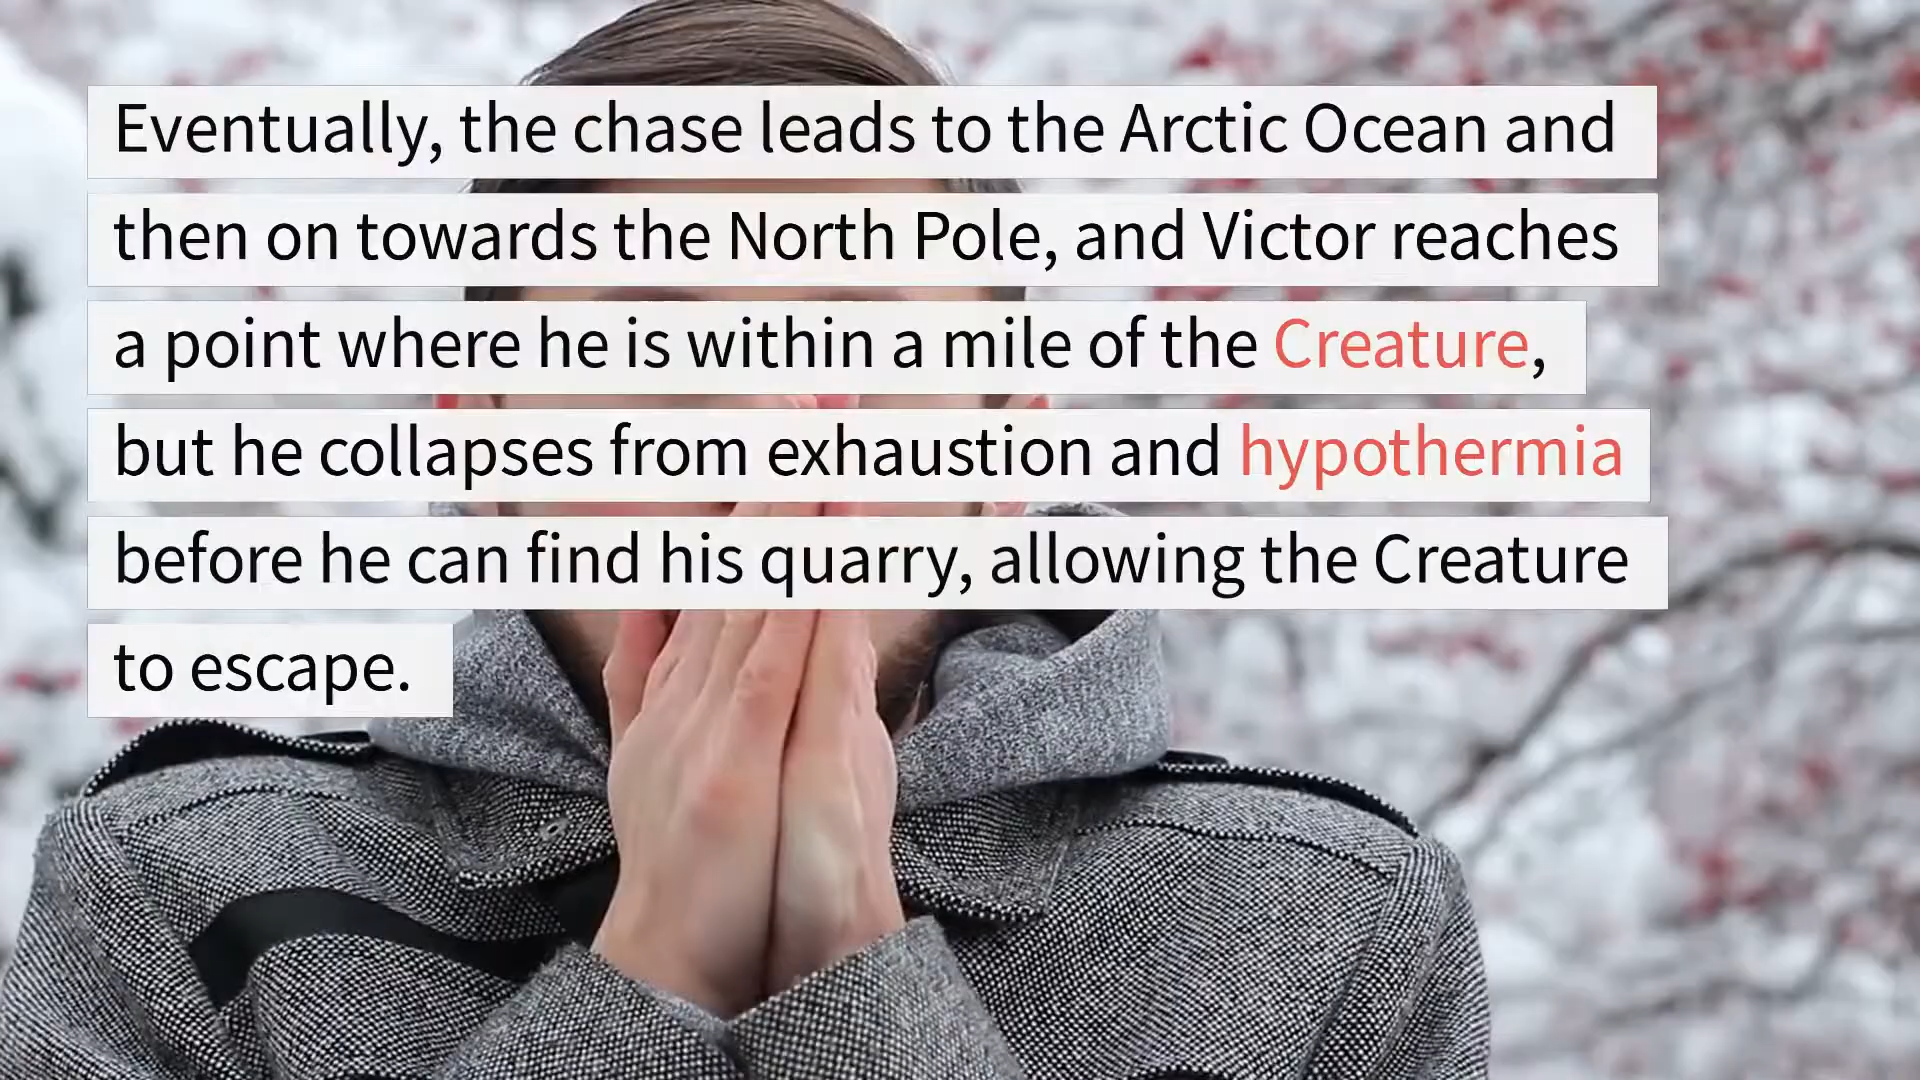 Eventually, the chase leads to the Arctic Ocean and
then on towards the North Pole, and Victor reaches
a point where he is within a mile of the Creature,
but he collapses from exhaustion and hypothermia
before he can find his quarry, allowing the Creature
to escape.